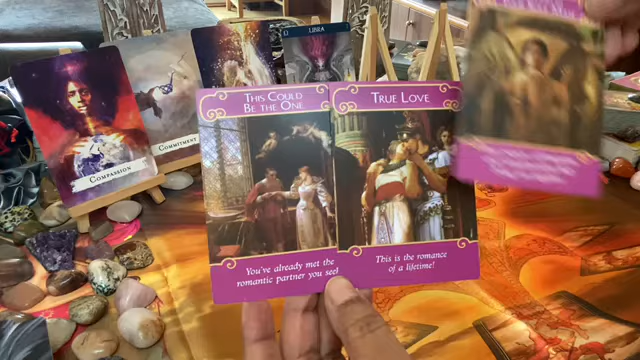 LIBRA
COMPASSION
COMMITMENT
THIS COULD
BE THE ONE
You've already met the
romantic partner you see
TRUE LOVE
This is the romance
of a lifetime!